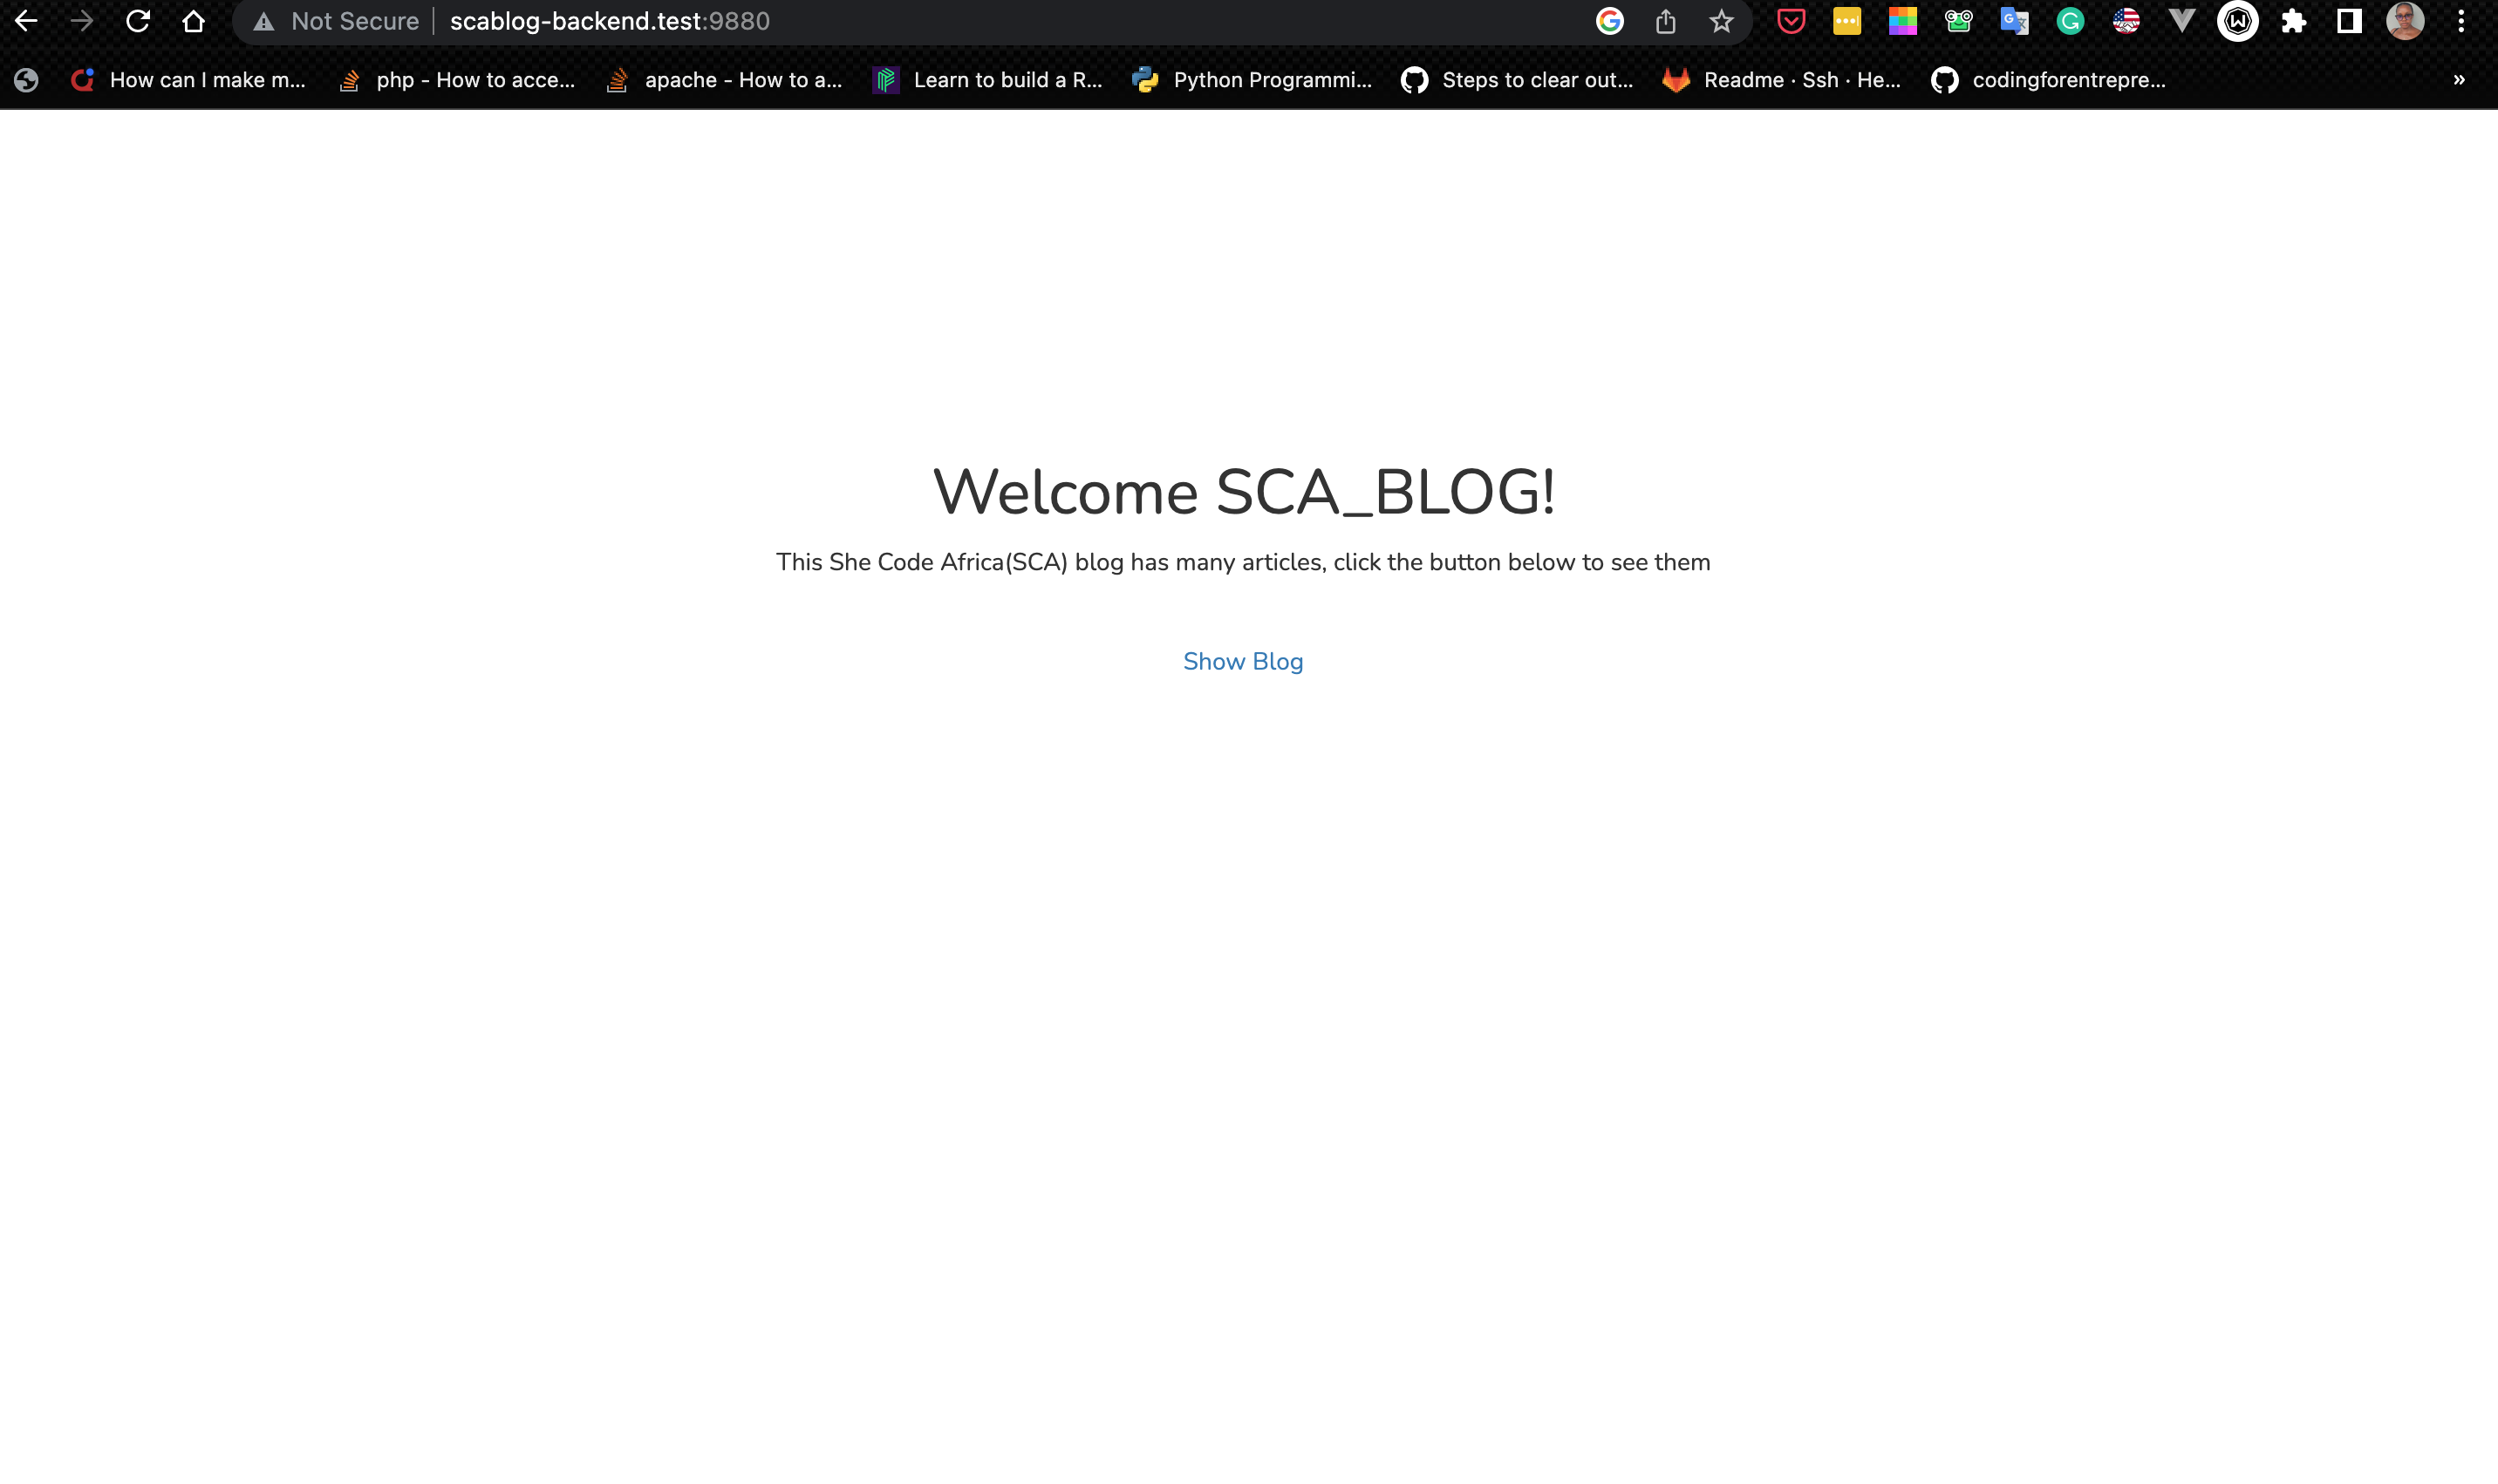 Not Secure scablog-backend.test:9880
How can I make m... php - How to acce... apache - How to a... Learn to build a R... Python Programmi... Steps to clear out... Readme · Ssh · He... codingforentrepre... »
Welcome SCA_BLOG!
This She Code Africa(SCA) blog has many articles, click the button below to see them
Show Blog